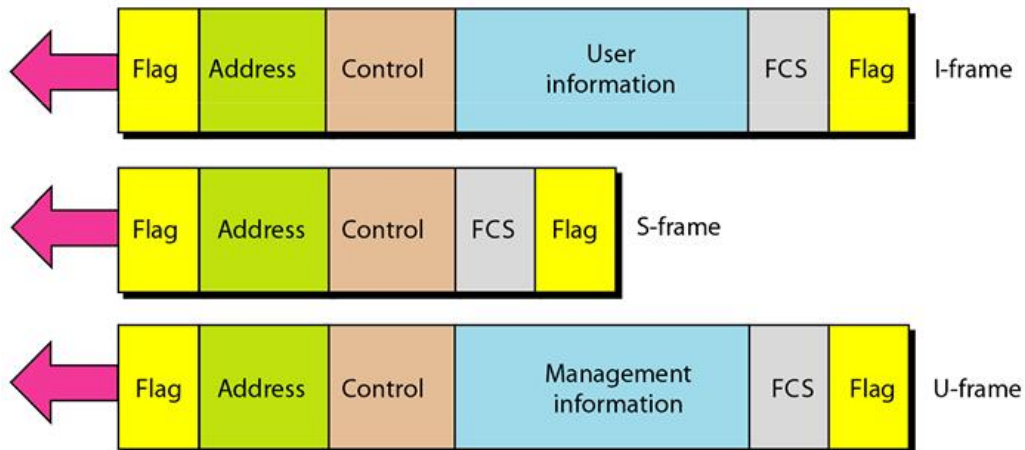 Flag Address Control User information FCS Flag I-frame
Flag Address Control FCS Flag S-frame
Flag Address Control Management information FCS Flag U-frame